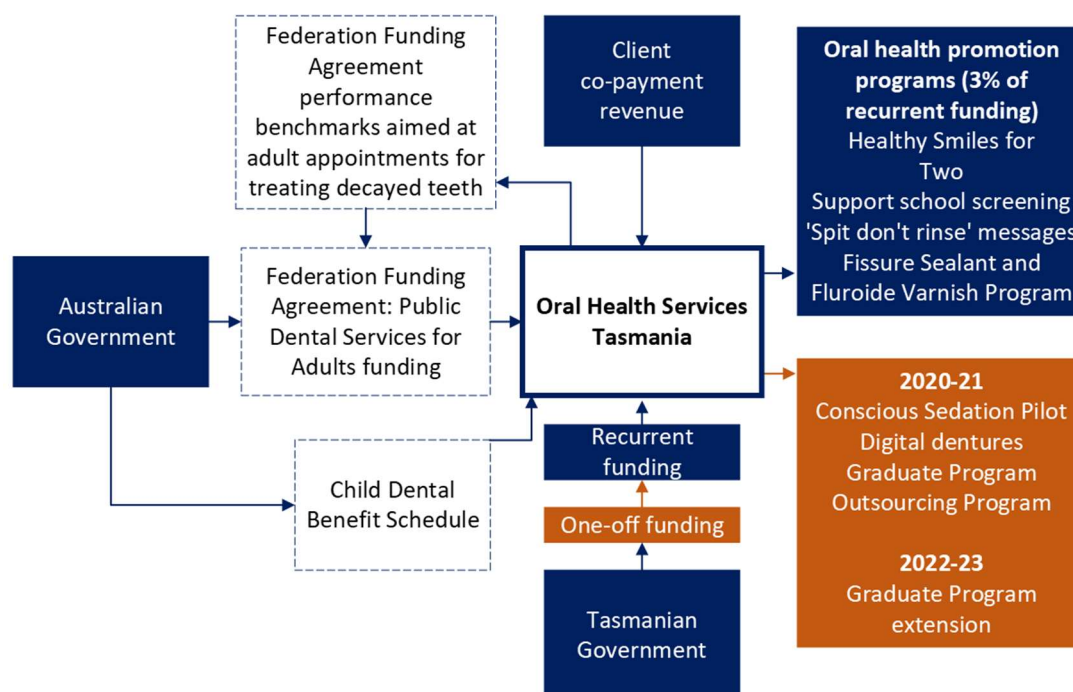 Federation Funding
Agreement
performance
benchmarks aimed at
adult appointments for
treating decayed teeth
Client
co-payment
revenue
Oral health promotion
programs (3% of
recurrent funding)
Healthy Smiles for
Two
Support school screening
'Spit don't rinse' messages
Fissure Sealant and
Fluroide Varnish Program
Australian
Government
Federation Funding
Agreement: Public
Dental Services for
Adults funding
Oral Health Services
Tasmania
Child Dental
Benefit Schedule
Recurrent
funding
One-off funding
Tasmanian
Government
2020-21
Conscious Sedation Pilot
Digital dentures
Graduate Program
Outsourcing Program
2022-23
Graduate Program
extension